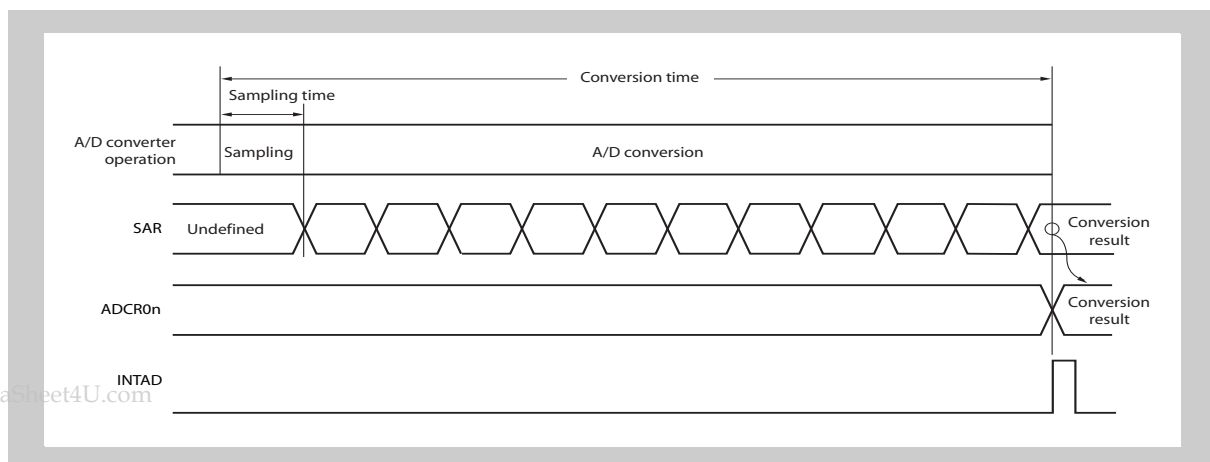 Conversion time
Sampling time
A/D converter
operation
Sampling
A/D conversion
SAR
Undefined
Conversion
result
ADCR0n
Conversion
result
INTAD
aSheet4U.com